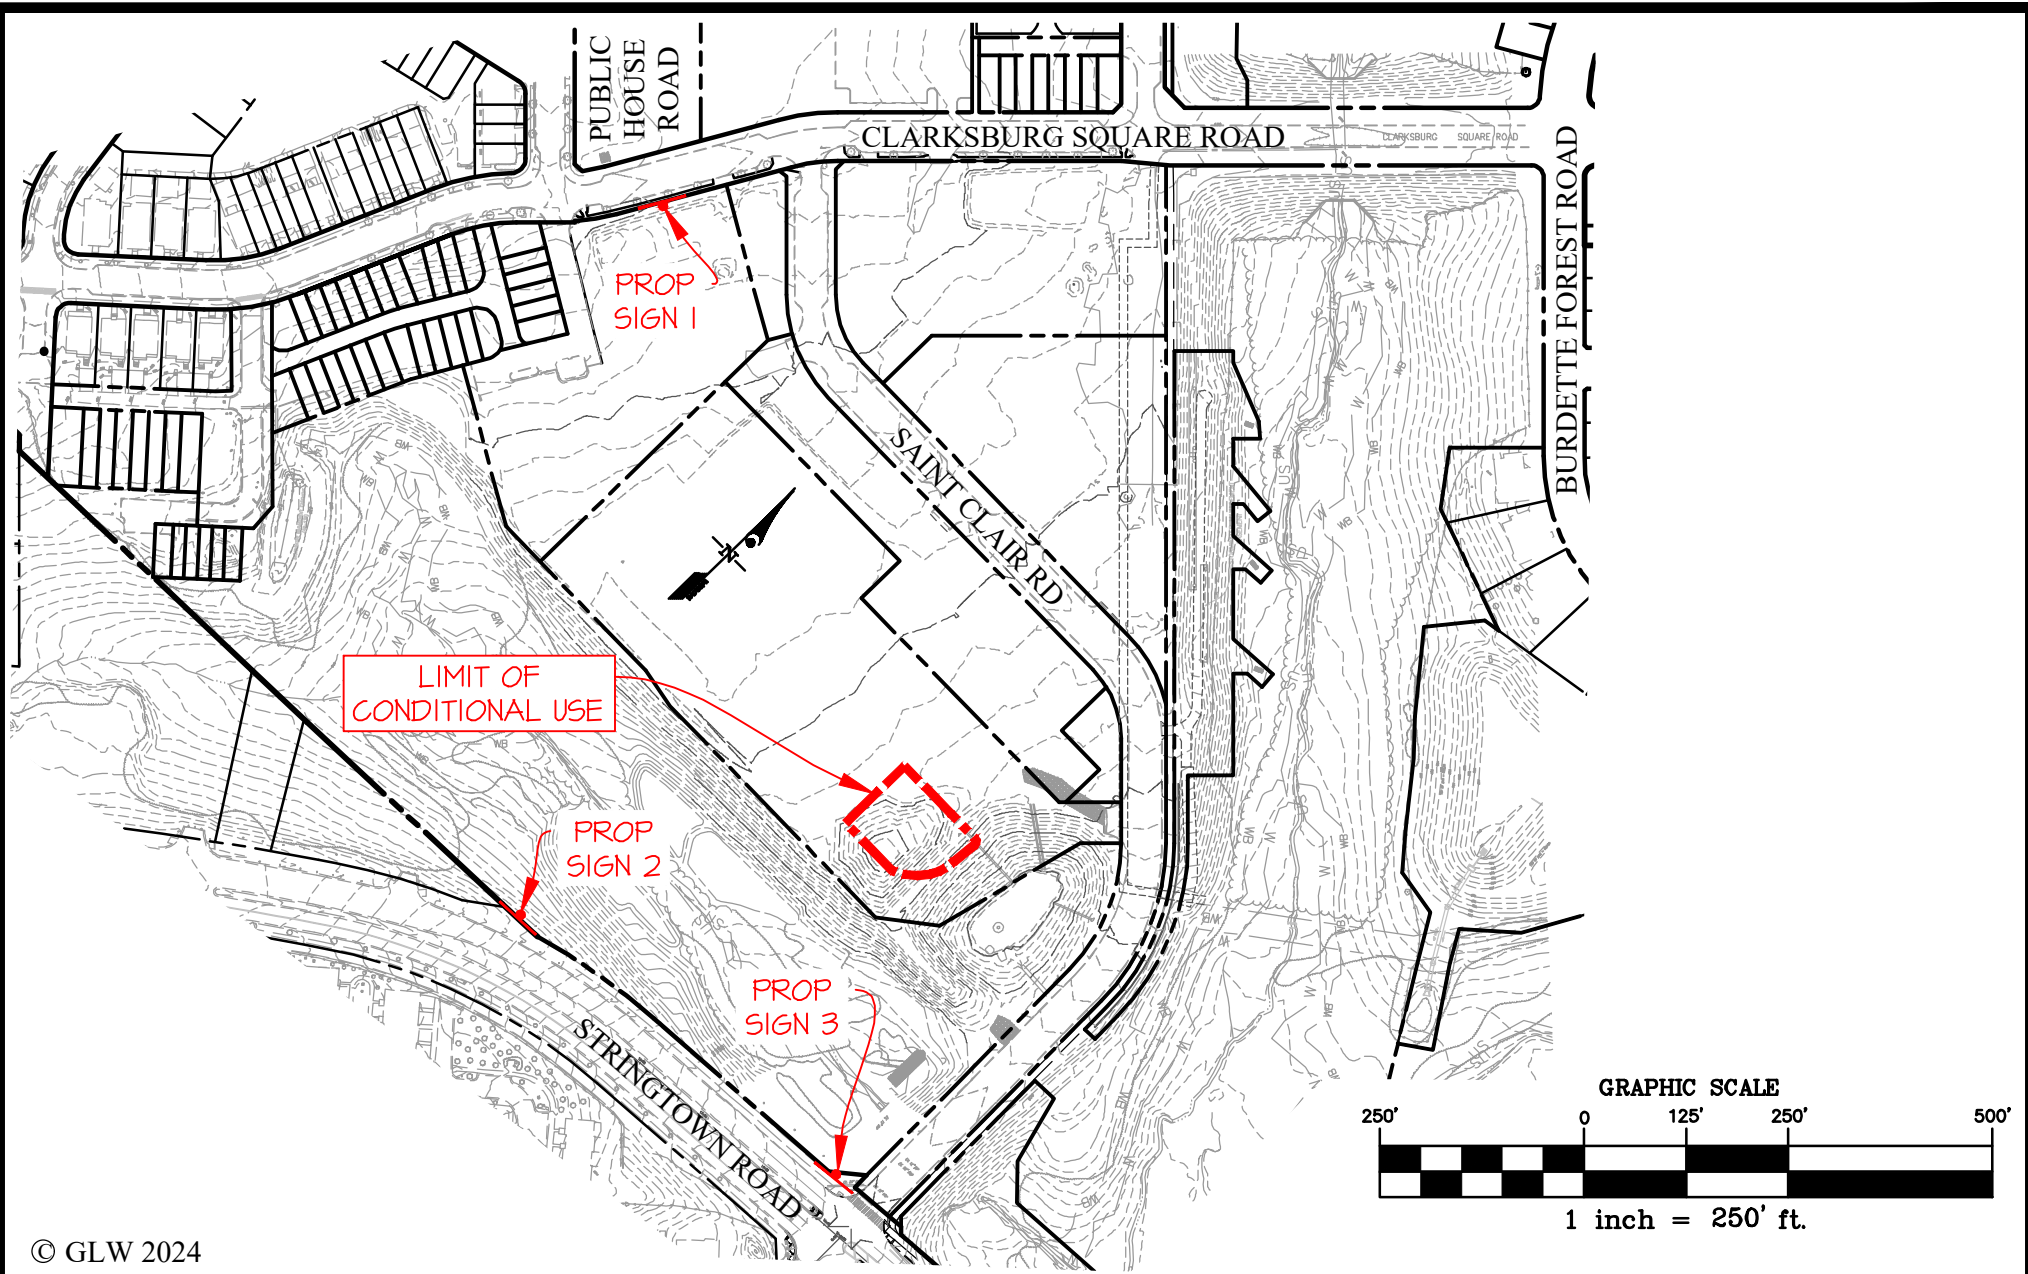 PUBLIC
HOUSE
ROAD
CLARKSBURG SQUARE ROAD
CLARKSBURG SQUARE ROAD
BURDETTE FOREST ROAD
PROP
SIGN 1
SAINT CLAIR RD
N
LIMIT OF
CONDITIONAL USE
PROP
SIGN 2
PROP
SIGN 3
STRINGTOWN ROAD
GRAPHIC SCALE
250' 0 125' 250' 500'
1 inch = 250' ft.
© GLW 2024